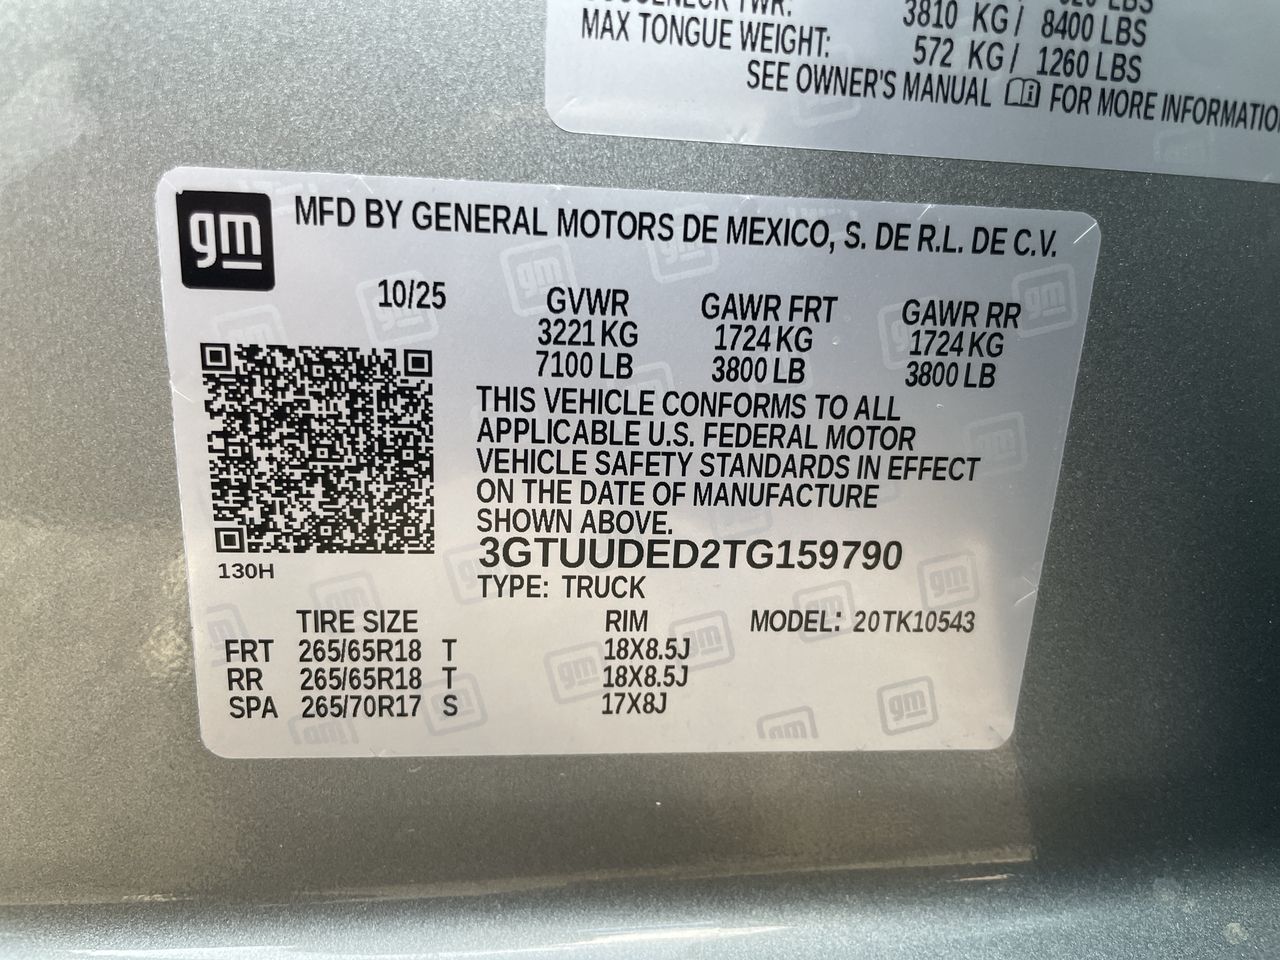 LBS
3810 KG/ 8400 LBS
MAX TONGUE WEIGHT: 572 KG/ 1260 LBS
SEE OWNER'S MANUAL FOR MORE INFORMATIO
gm MFD BY GENERAL MOTORS DE MEXICO, S. DE R.L. DE C.V.
10/25 GVWR GAWR FRT GAWR RR
3221 KG 1724 KG 1724 KG
7100 LB 3800 LB 3800 LB
THIS VEHICLE CONFORMS TO ALL
APPLICABLE U.S. FEDERAL MOTOR
VEHICLE SAFETY STANDARDS IN EFFECT
ON THE DATE OF MANUFACTURE
SHOWN ABOVE.
3GTUUDED2TG159790
130H
TYPE: TRUCK
TIRE SIZE RIM MODEL: 20TK10543
FRT 265/65R18 T 18X8.5J
RR 265/65R18 T 18X8.5J
SPA 265/70R17 S 17X8J